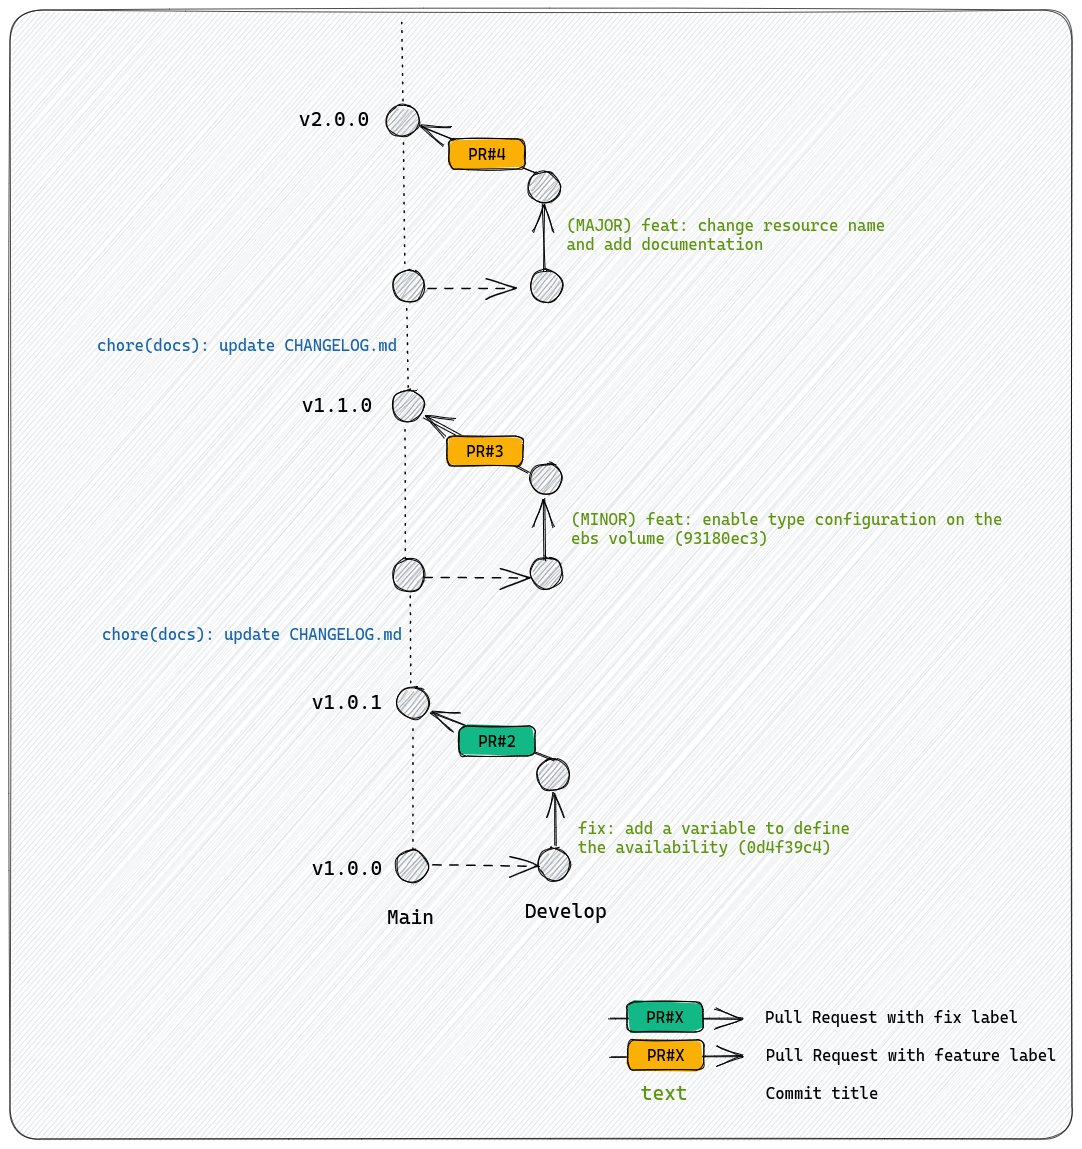 v2.0.0
PR#4
(MAJOR) feat: change resource name
and add documentation
chore(docs): update CHANGELOG.md
v1.1.0
PR#3
(MINOR) feat: enable type configuration on the
ebs volume (93180ec3)
chore(docs): update CHANGELOG.md
v1.0.1
PR#2
fix: add a variable to define
the availability (0d4f39c4)
v1.0.0
Main
Develop
PR#X
Pull Request with fix label
PR#X
Pull Request with feature label
text
Commit title